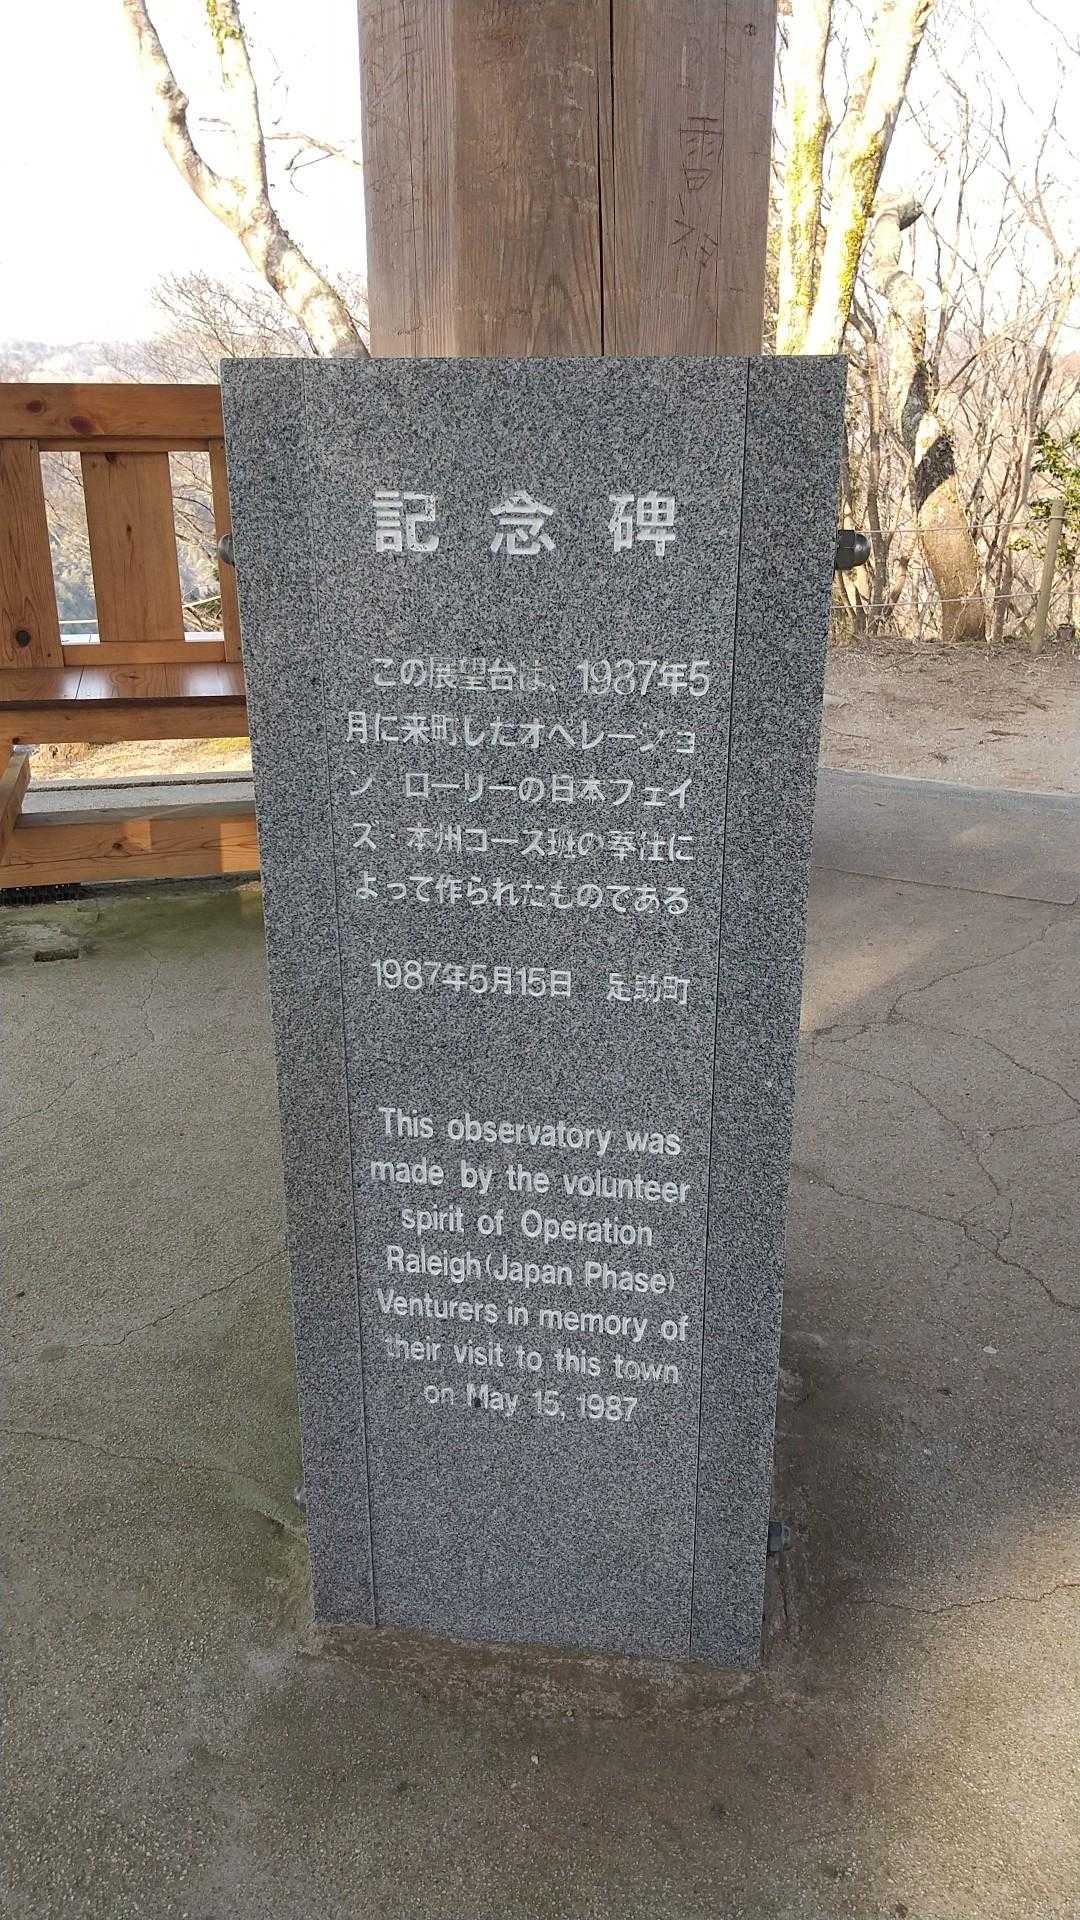 記念碑
この展望台は、1987年5
月に来町したオペレーショ
ン ローリーの日本フェイ
ズ・本州コース班の奉仕に
よって作られたものである
1987年5月15日 足助町
This observatory was
made by the volunteer
spirit of Operation
Raleigh (Japan Phase)
Venturers in memory of
their visit to this town
on May 15, 1987